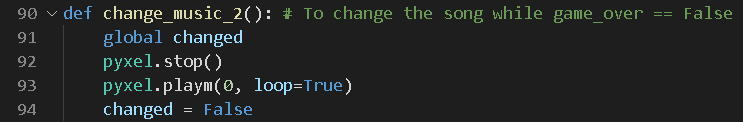 90 def change_music_2(): # To change the song while game_over == False
91     global changed
92     pyxel.stop()
93     pyxel.playm(0, loop=True)
94     changed = False